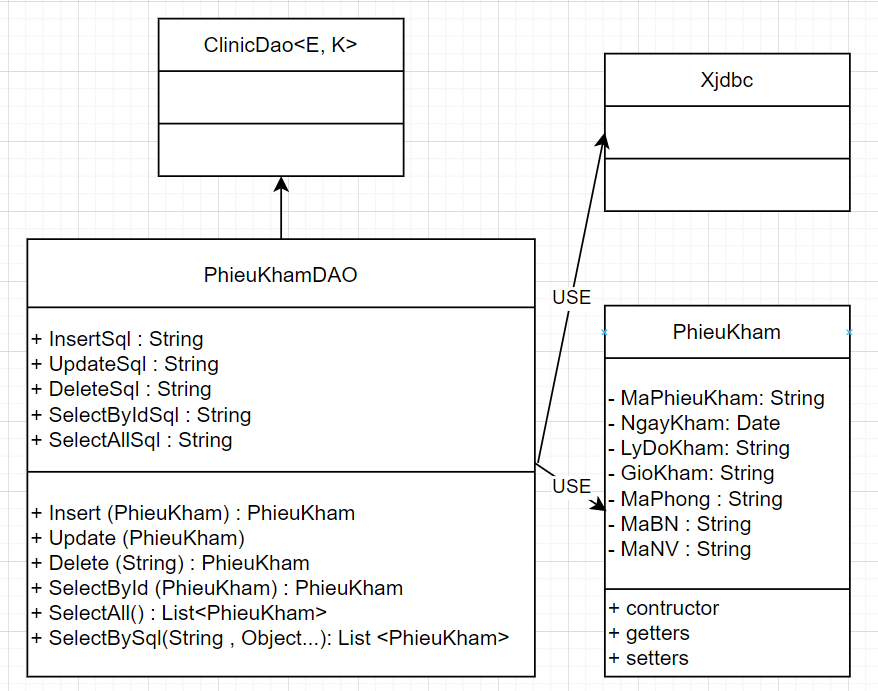 ClinicDao<E, K>
Xjdbc
PhieuKhamDAO
+ InsertSql : String
+ UpdateSql : String
+ DeleteSql : String
+ SelectByIdSql : String
+ SelectAllSql : String
+ Insert (PhieuKham) : PhieuKham
+ Update (PhieuKham)
+ Delete (String) : PhieuKham
+ SelectById (PhieuKham) : PhieuKham
+ SelectAll() : List<PhieuKham>
+ SelectBySql(String , Object...): List <PhieuKham>
USE
USE
PhieuKham
- MaPhieuKham: String
- NgayKham: Date
- LyDoKham: String
- GioKham: String
- MaPhong : String
- MaBN : String
- MaNV : String
+ contructor
+ getters
+ setters